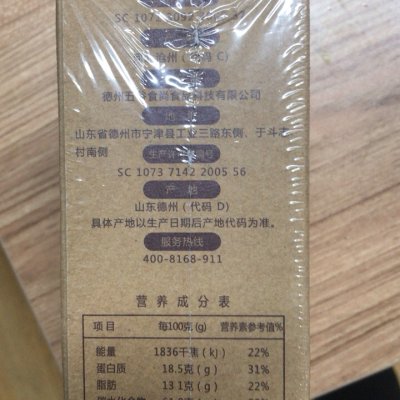 沧州
德州五
科技有限公司
山东省德州市宁津县工业三路东侧、于斗
村南侧
SC 1073 7142 2005 56
产 地
山东德州（代码 D）
具体产地以生产日期后产地代码为准。
服务热线
400-8168-911
营养成分表
项目 每100克(g) 营养素参考值%
能量 1836千焦(kJ) 22%
蛋白质 18.5克(g) 31%
脂肪 13.1克(g) 22%